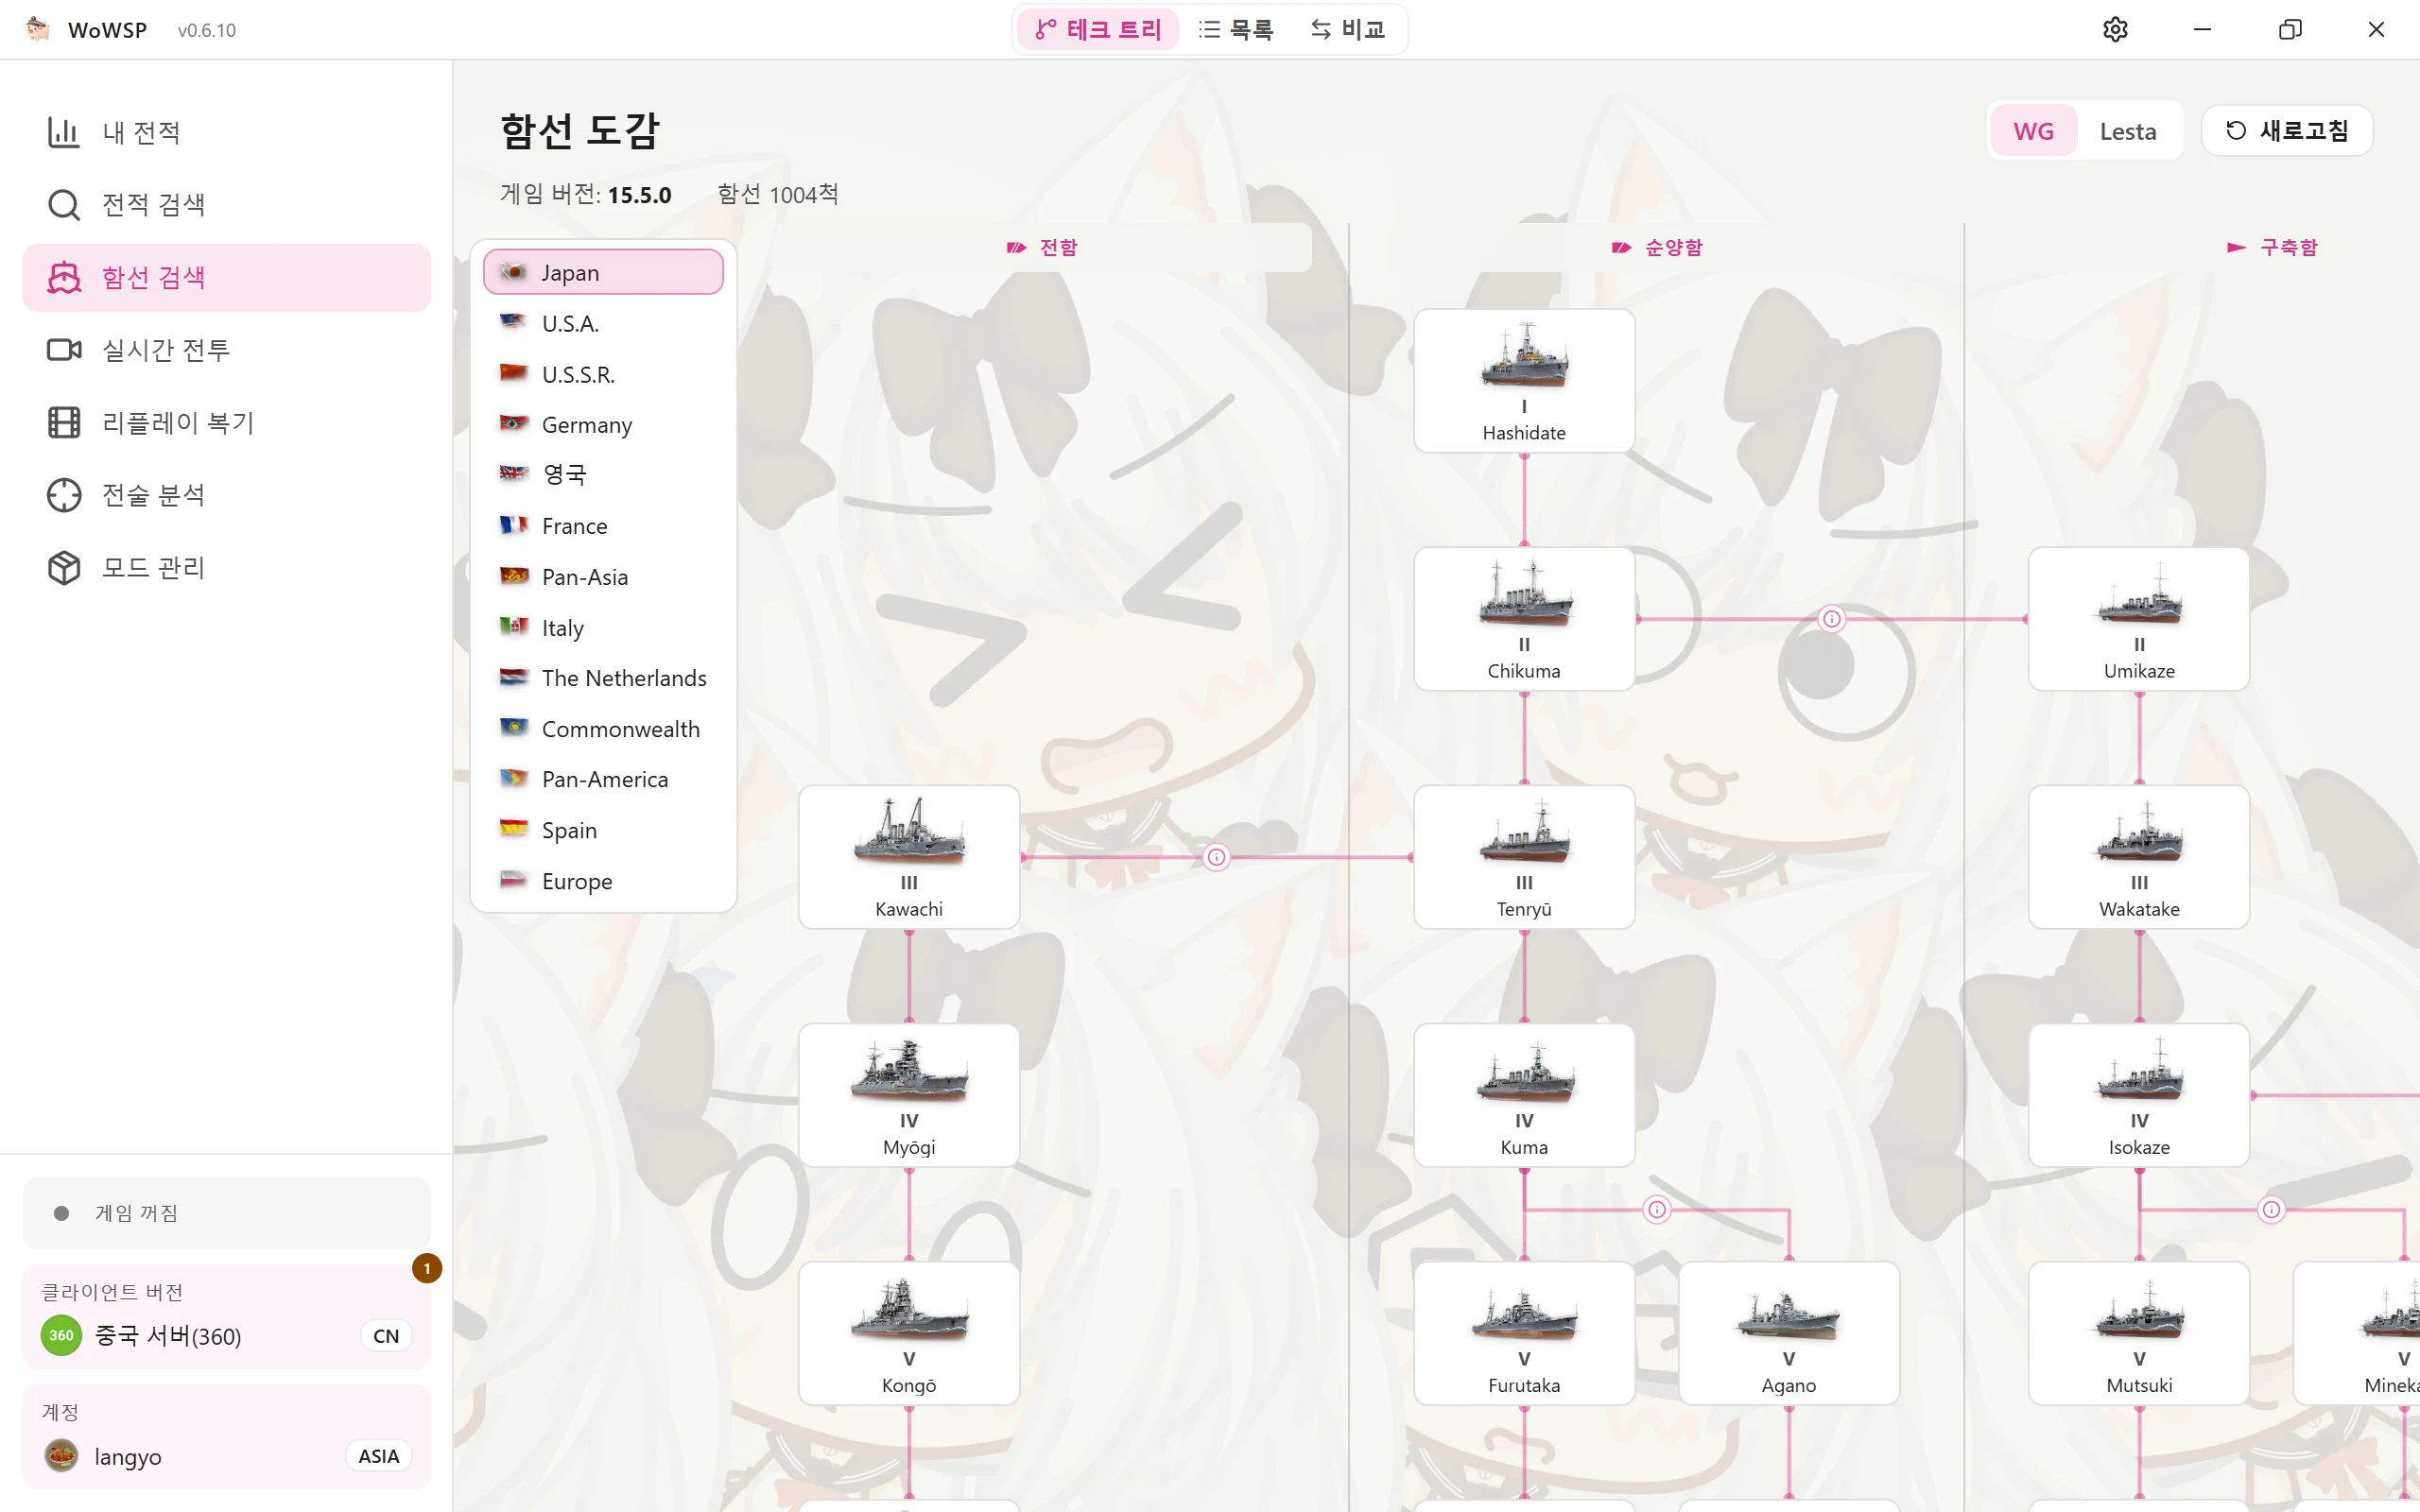 WoWSP v0.6.10
테크 트리 목록 비교
내 전적
전적 검색
함선 검색
실시간 전투
리플레이 복기
전술 분석
모드 관리
게임 꺼짐
1
클라이언트 버전
360 중국 서버(360) CN
계정
langyo ASIA
함선 도감
WG Lesta 새로고침
게임 버전: 15.5.0 함선 1004척
Japan
U.S.A.
U.S.S.R.
Germany
영국
France
Pan-Asia
Italy
The Netherlands
Commonwealth
Pan-America
Spain
Europe
전함 순양함 구축함
I
Hashidate
II II
Chikuma Umikaze
III III III
Kawachi Tenryū Wakatake
IV IV IV
Myōgi Kuma Isokaze
V V V V V
Kongō Furutaka Agano Mutsuki